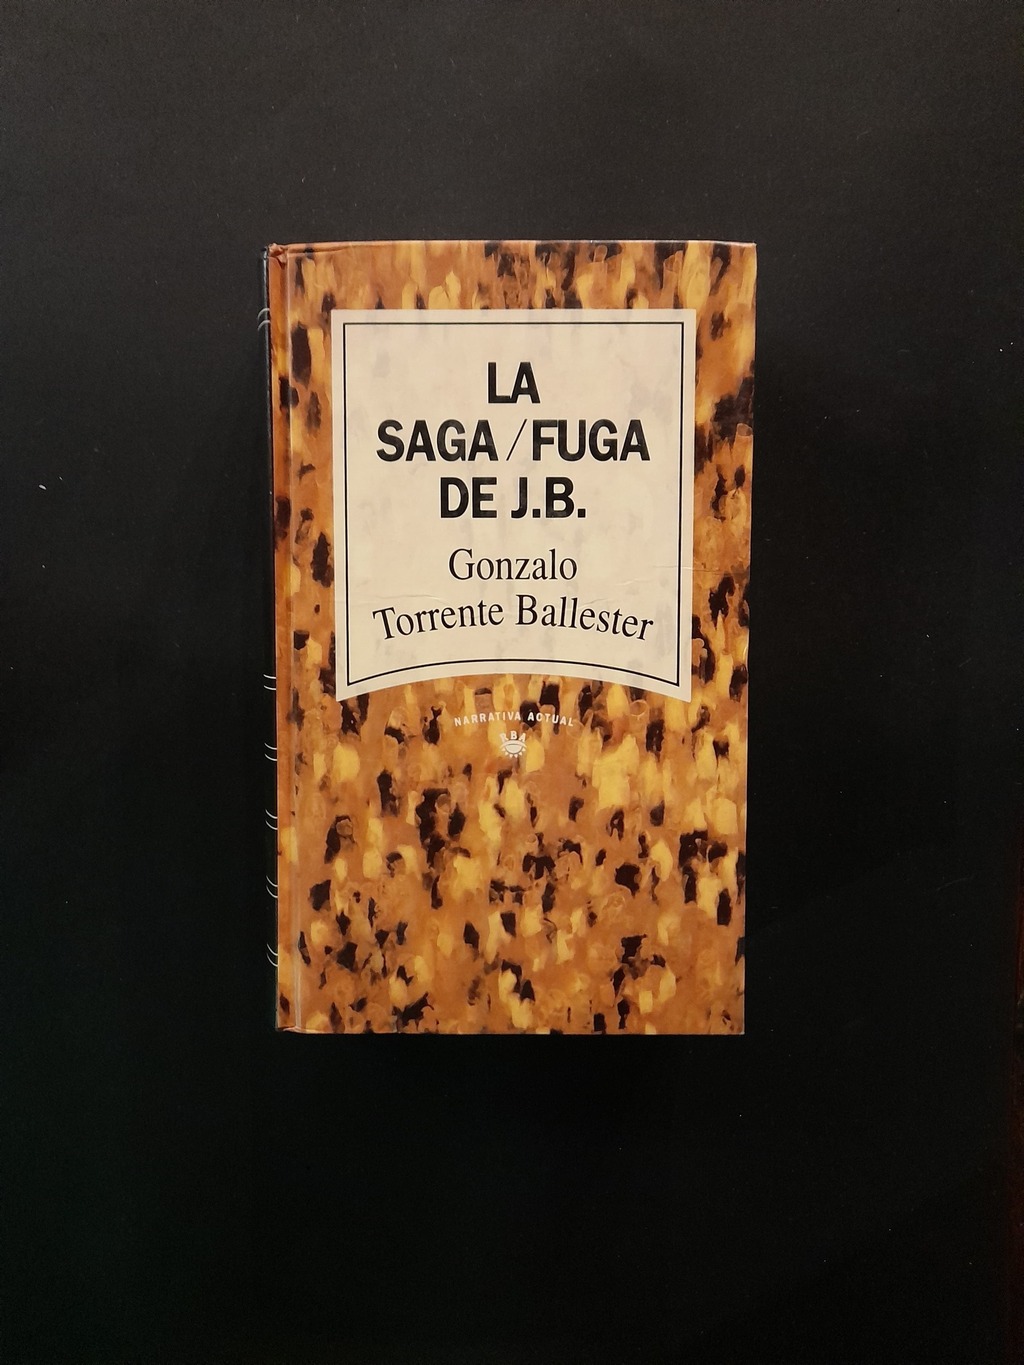 LA
SAGA/FUGA
DE J.B.
Gonzalo
Torrente Ballester
NARRATIVA ACTUAL
RBA